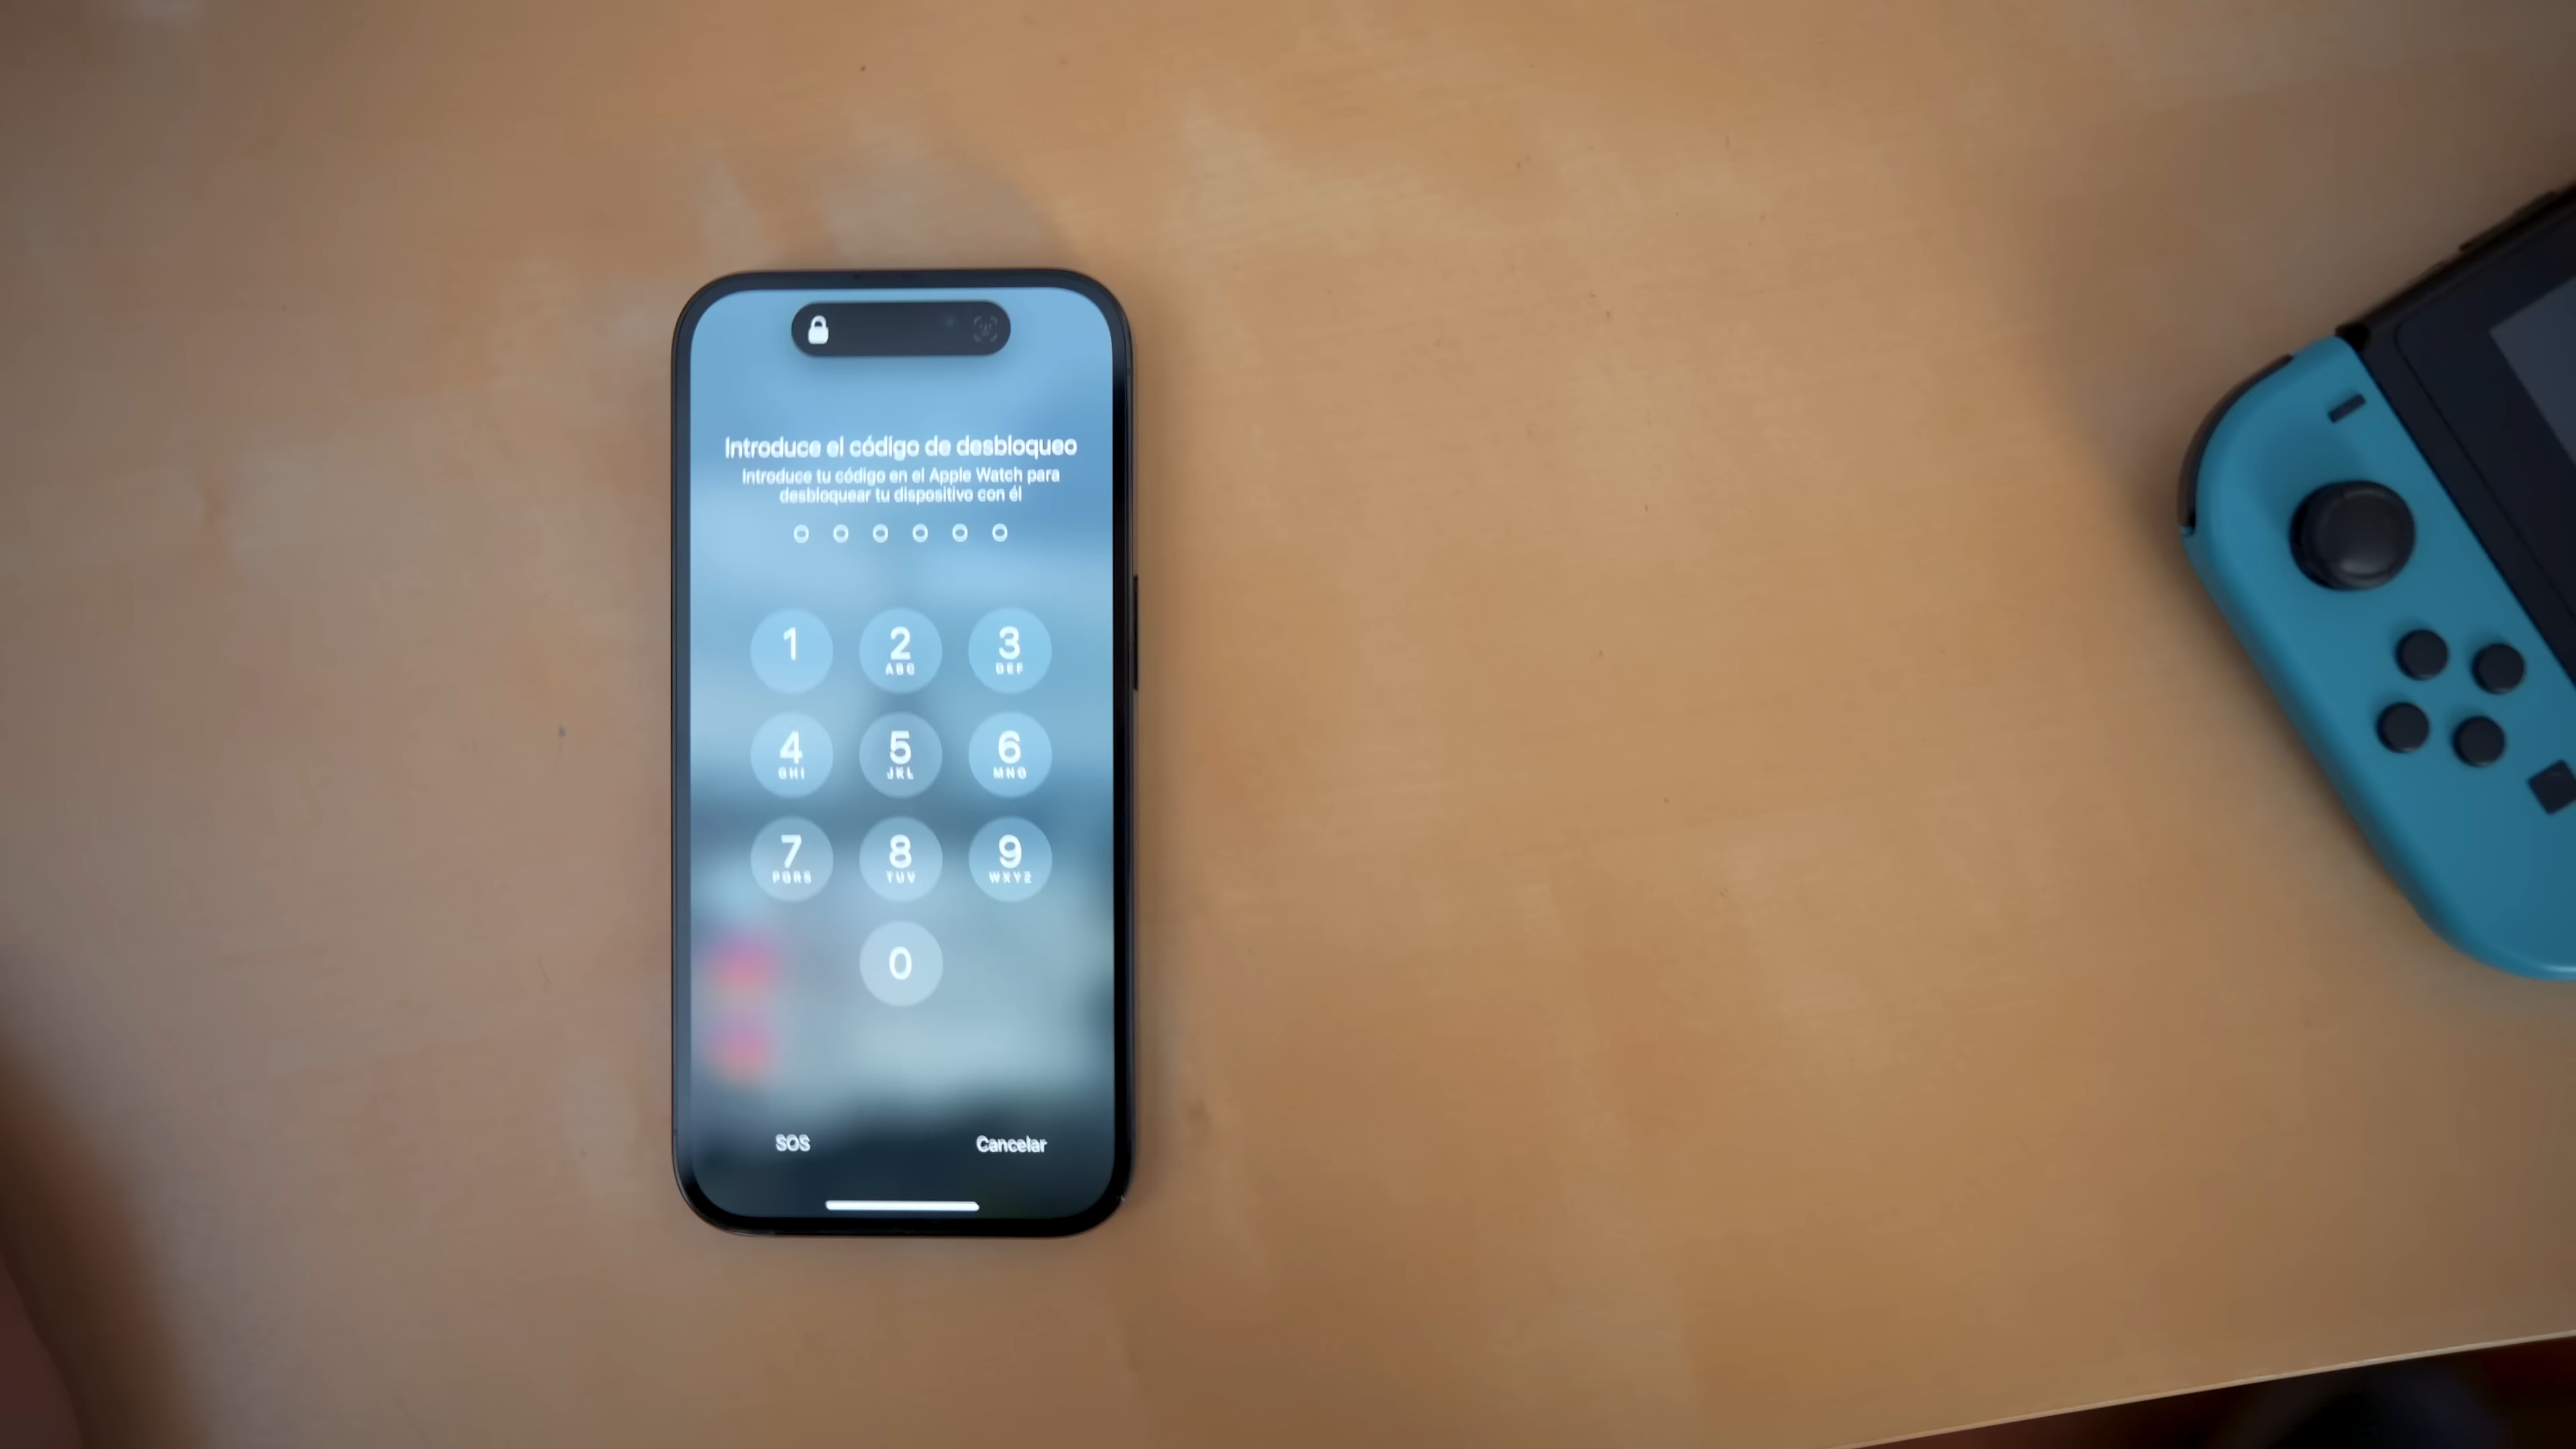 Introduce el código de desbloqueo
Introduce tu código en el Apple Watch para
desbloquear tu dispositivo con él
1 2 3
ABC DEF
4 5 6
GHI JKL MNO
7 8 9
PQRS TUV WXYZ
0
SOS Cancelar